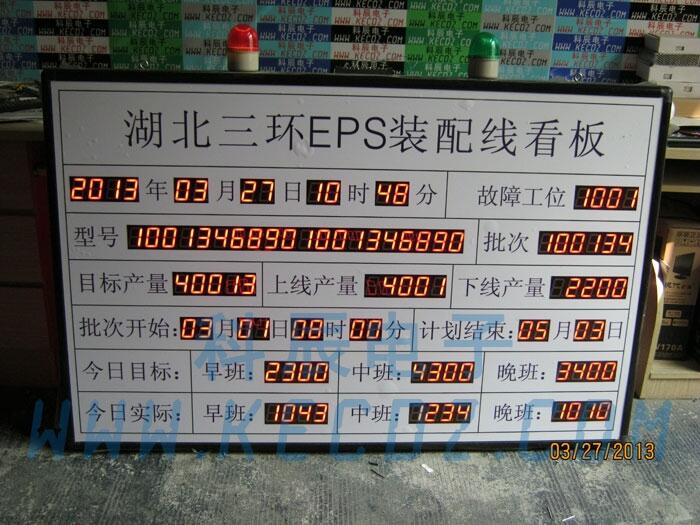 湖北三环EPS装配线看板
2013年03月27日10时48分 故障工位 1001
型号 10013468901001346890 批次 100134
目标产量 40013 上线产量 4001 下线产量 2200
批次开始:03月01日08时00分 计划结束:05月03日
今日目标: 早班:2300 中班:4300 晚班:3400
今日实际: 早班:1043 中班:1234 晚班:1010
科辰电子
WWW.KECDZ.COM
03/27/2013